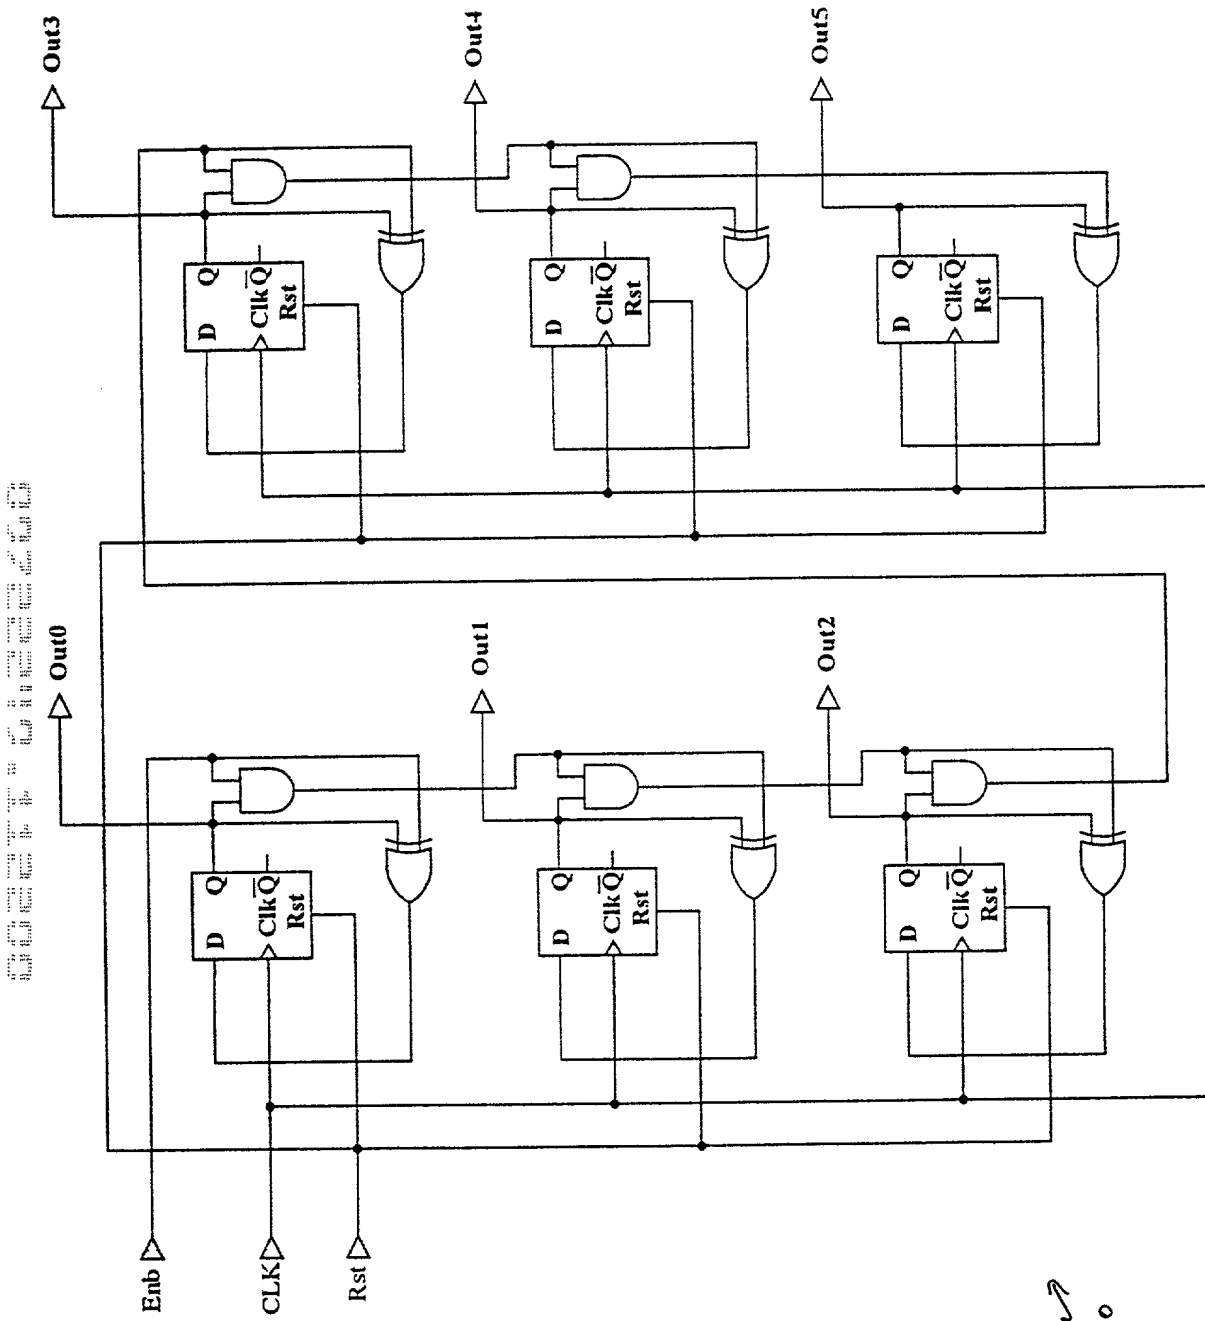 Out0
Out3
Enb
D Q
Clk Q̅
Rst
D Q
Clk Q̅
Rst
CLK
Rst
Out1
Out4
D Q
Clk Q̅
Rst
D Q
Clk Q̅
Rst
Out2
Out5
D Q
Clk Q̅
Rst
D Q
Clk Q̅
Rst